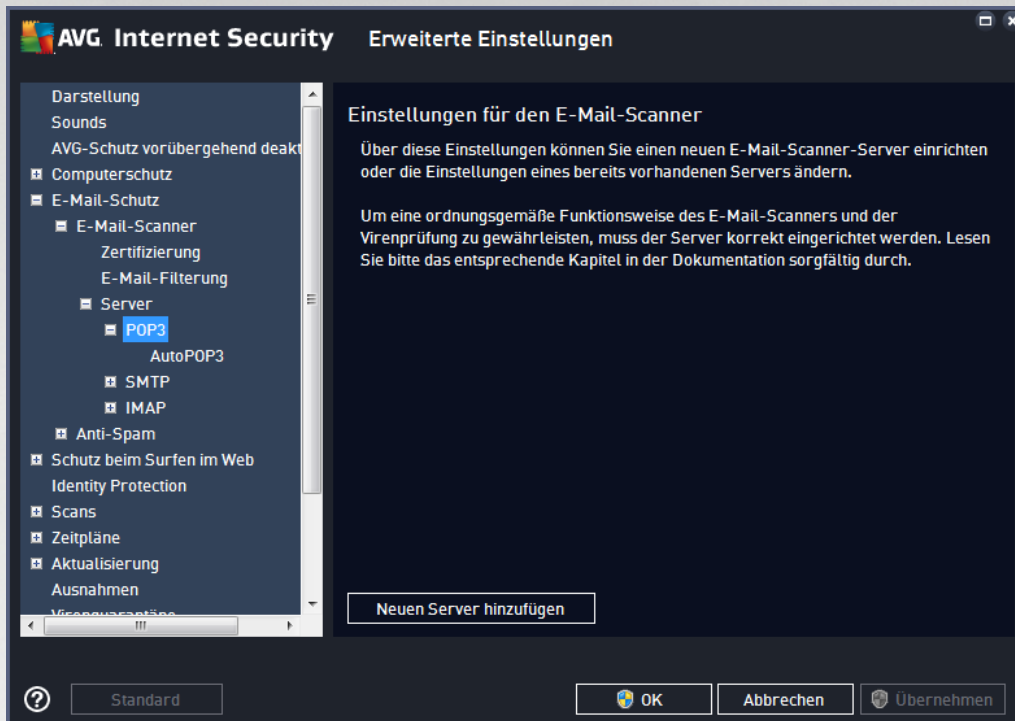 AVG Internet Security Erweiterte Einstellungen
Darstellung
Sounds
AVG-Schutz vorübergehend deakt
Computerschutz
E-Mail-Schutz
E-Mail-Scanner
Zertifizierung
E-Mail-Filterung
Server
POP3
AutoPOP3
SMTP
IMAP
Anti-Spam
Schutz beim Surfen im Web
Identity Protection
Scans
Zeitpläne
Aktualisierung
Ausnahmen
Virenquarantäne
Einstellungen für den E-Mail-Scanner
Über diese Einstellungen können Sie einen neuen E-Mail-Scanner-Server einrichten
oder die Einstellungen eines bereits vorhandenen Servers ändern.
Um eine ordnungsgemäße Funktionsweise des E-Mail-Scanners und der
Virenprüfung zu gewährleisten, muss der Server korrekt eingerichtet werden. Lesen
Sie bitte das entsprechende Kapitel in der Dokumentation sorgfältig durch.
Neuen Server hinzufügen
Standard
OK
Abbrechen
Übernehmen